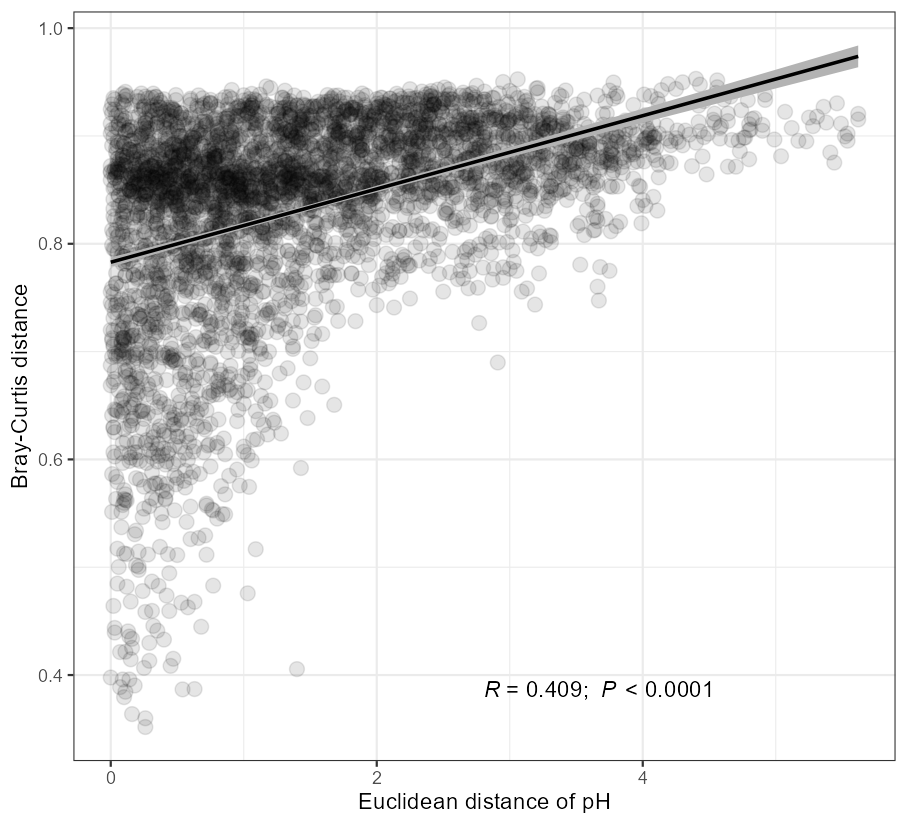 1.0
0.8
0.6
0.4
Bray-Curtis distance
R = 0.409; P < 0.0001
0 2 4
Euclidean distance of pH